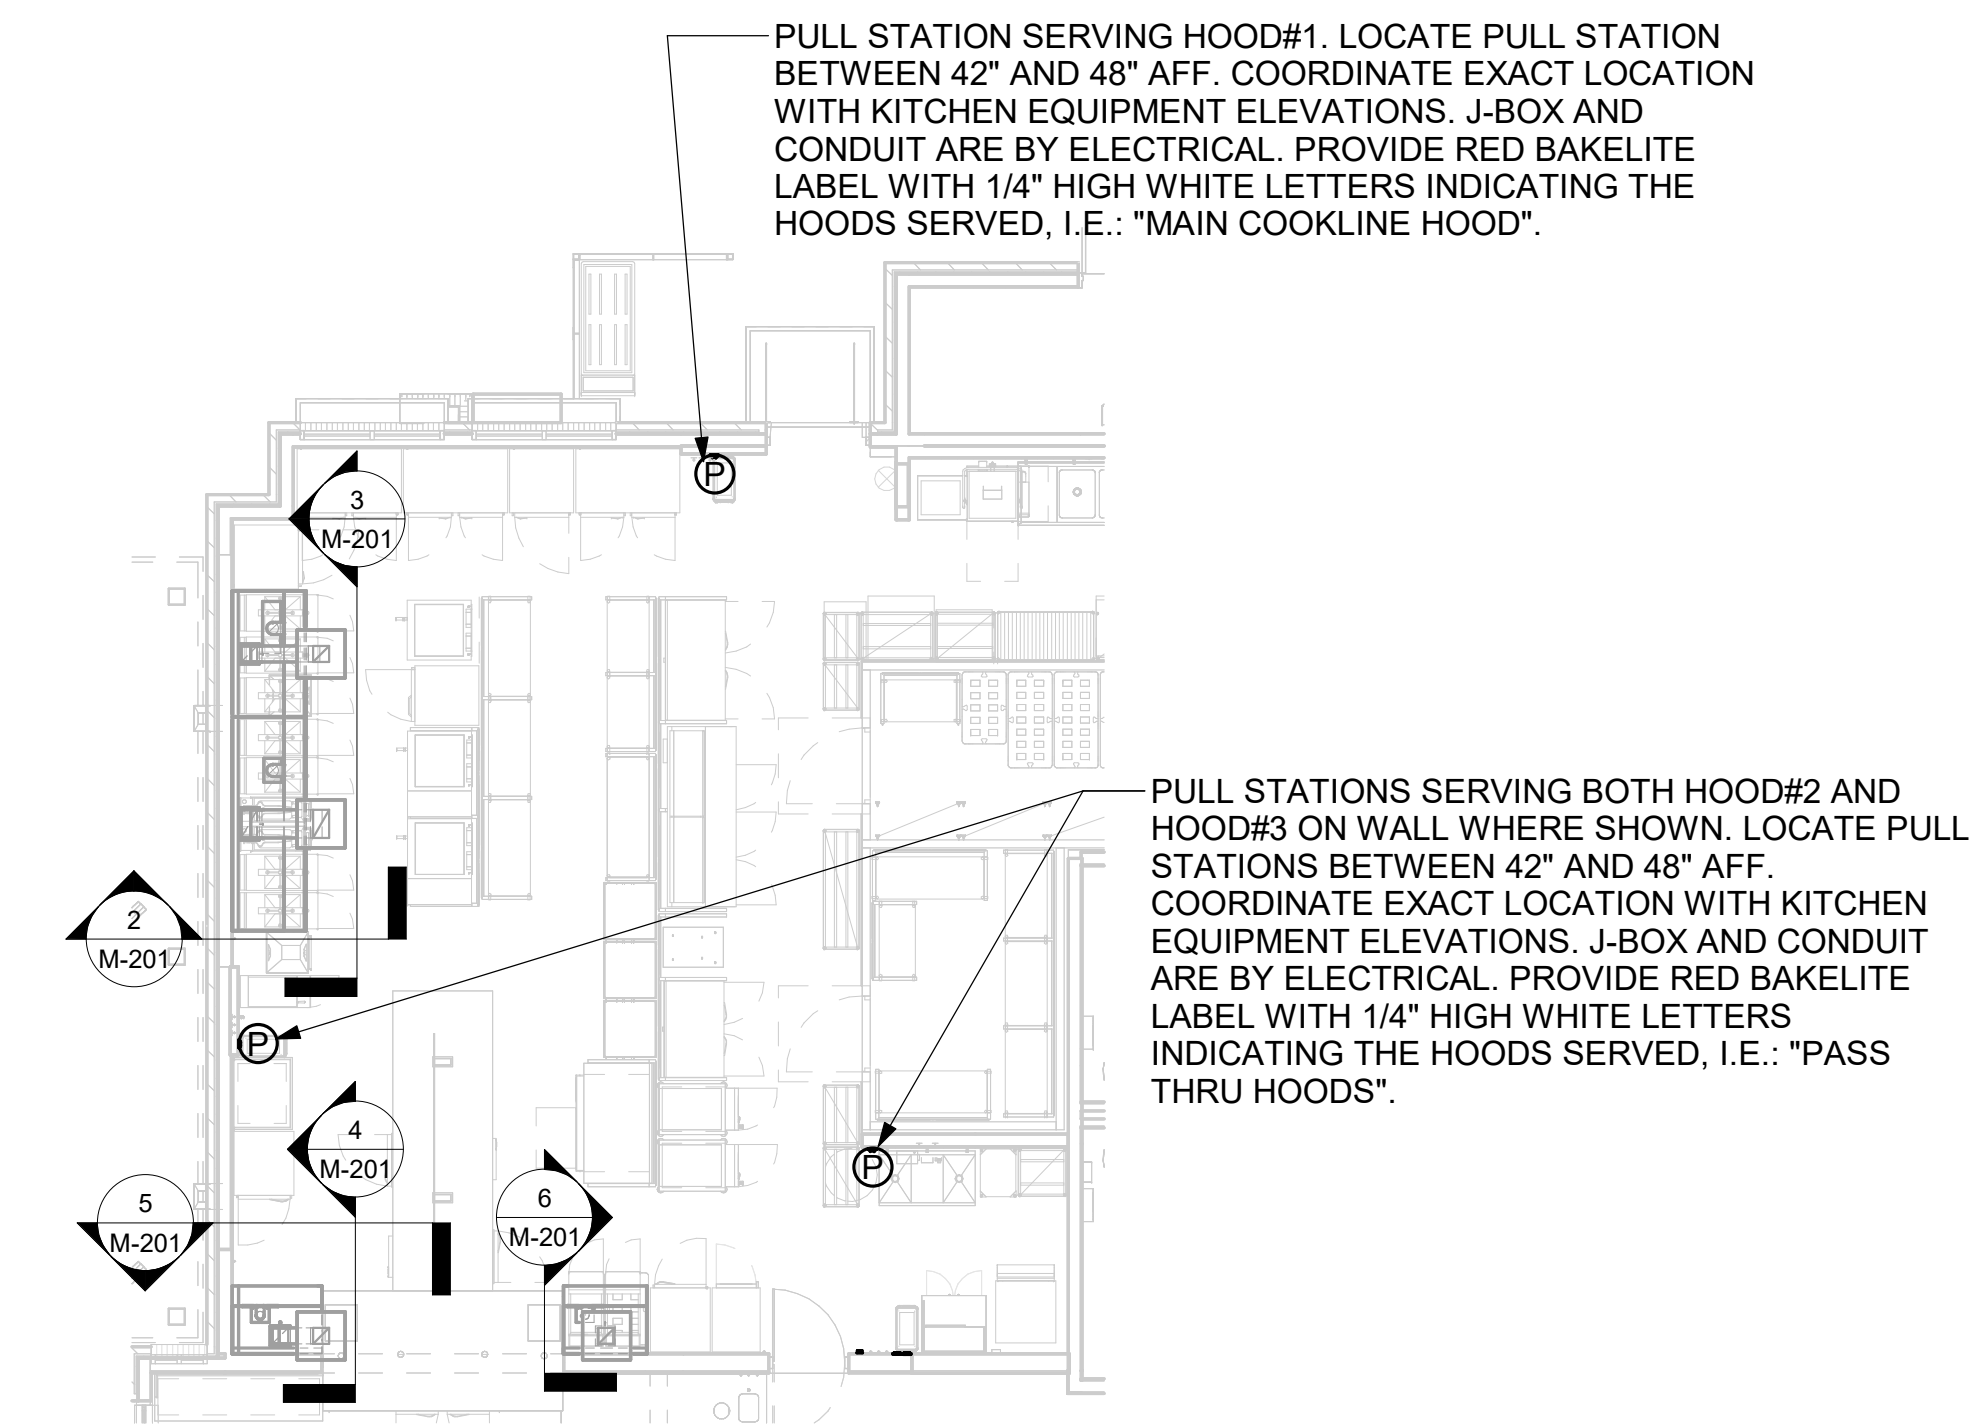 PULL STATION SERVING HOOD#1. LOCATE PULL STATION
BETWEEN 42" AND 48" AFF. COORDINATE EXACT LOCATION
WITH KITCHEN EQUIPMENT ELEVATIONS. J-BOX AND
CONDUIT ARE BY ELECTRICAL. PROVIDE RED BAKELITE
LABEL WITH 1/4" HIGH WHITE LETTERS INDICATING THE
HOODS SERVED, I.E.: "MAIN COOKLINE HOOD".
P
3
M-201
PULL STATIONS SERVING BOTH HOOD#2 AND
HOOD#3 ON WALL WHERE SHOWN. LOCATE PULL
STATIONS BETWEEN 42" AND 48" AFF.
COORDINATE EXACT LOCATION WITH KITCHEN
EQUIPMENT ELEVATIONS. J-BOX AND CONDUIT
ARE BY ELECTRICAL. PROVIDE RED BAKELITE
LABEL WITH 1/4" HIGH WHITE LETTERS
INDICATING THE HOODS SERVED, I.E.: "PASS
THRU HOODS".
2
M-201
P
4
M-201
P
5
M-201
6
M-201